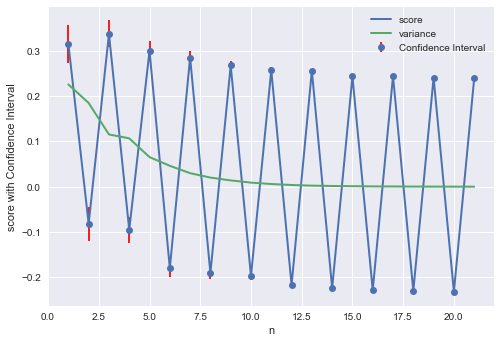 score
variance
Confidence Interval
score with Confidence Interval
0.3
0.2
0.1
0.0
−0.1
−0.2
0.0 2.5 5.0 7.5 10.0 12.5 15.0 17.5 20.0
n